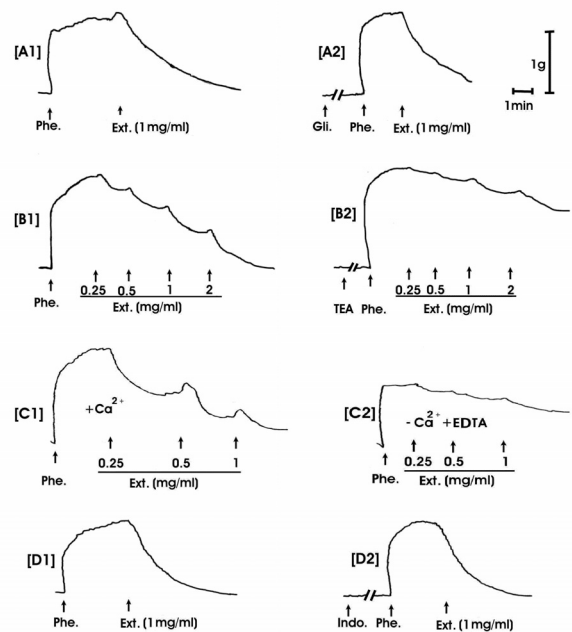 [A1]
Phe. Ext. (1mg/ml)
[A2]
Gli. Phe. Ext. (1mg/ml)
1g
1min
[B1]
0.25 0.5 1 2
Phe. Ext. (mg/ml)
[B2]
0.25 0.5 1 2
TEA Phe. Ext. (mg/ml)
[C1]
+Ca2+
0.25 0.5 1
Phe. Ext. (mg/ml)
[C2]
-Ca2+ +EDTA
0.25 0.5 1
Phe. Ext. (mg/ml)
[D1]
Phe. Ext. (1mg/ml)
[D2]
Indo. Phe. Ext. (1mg/ml)